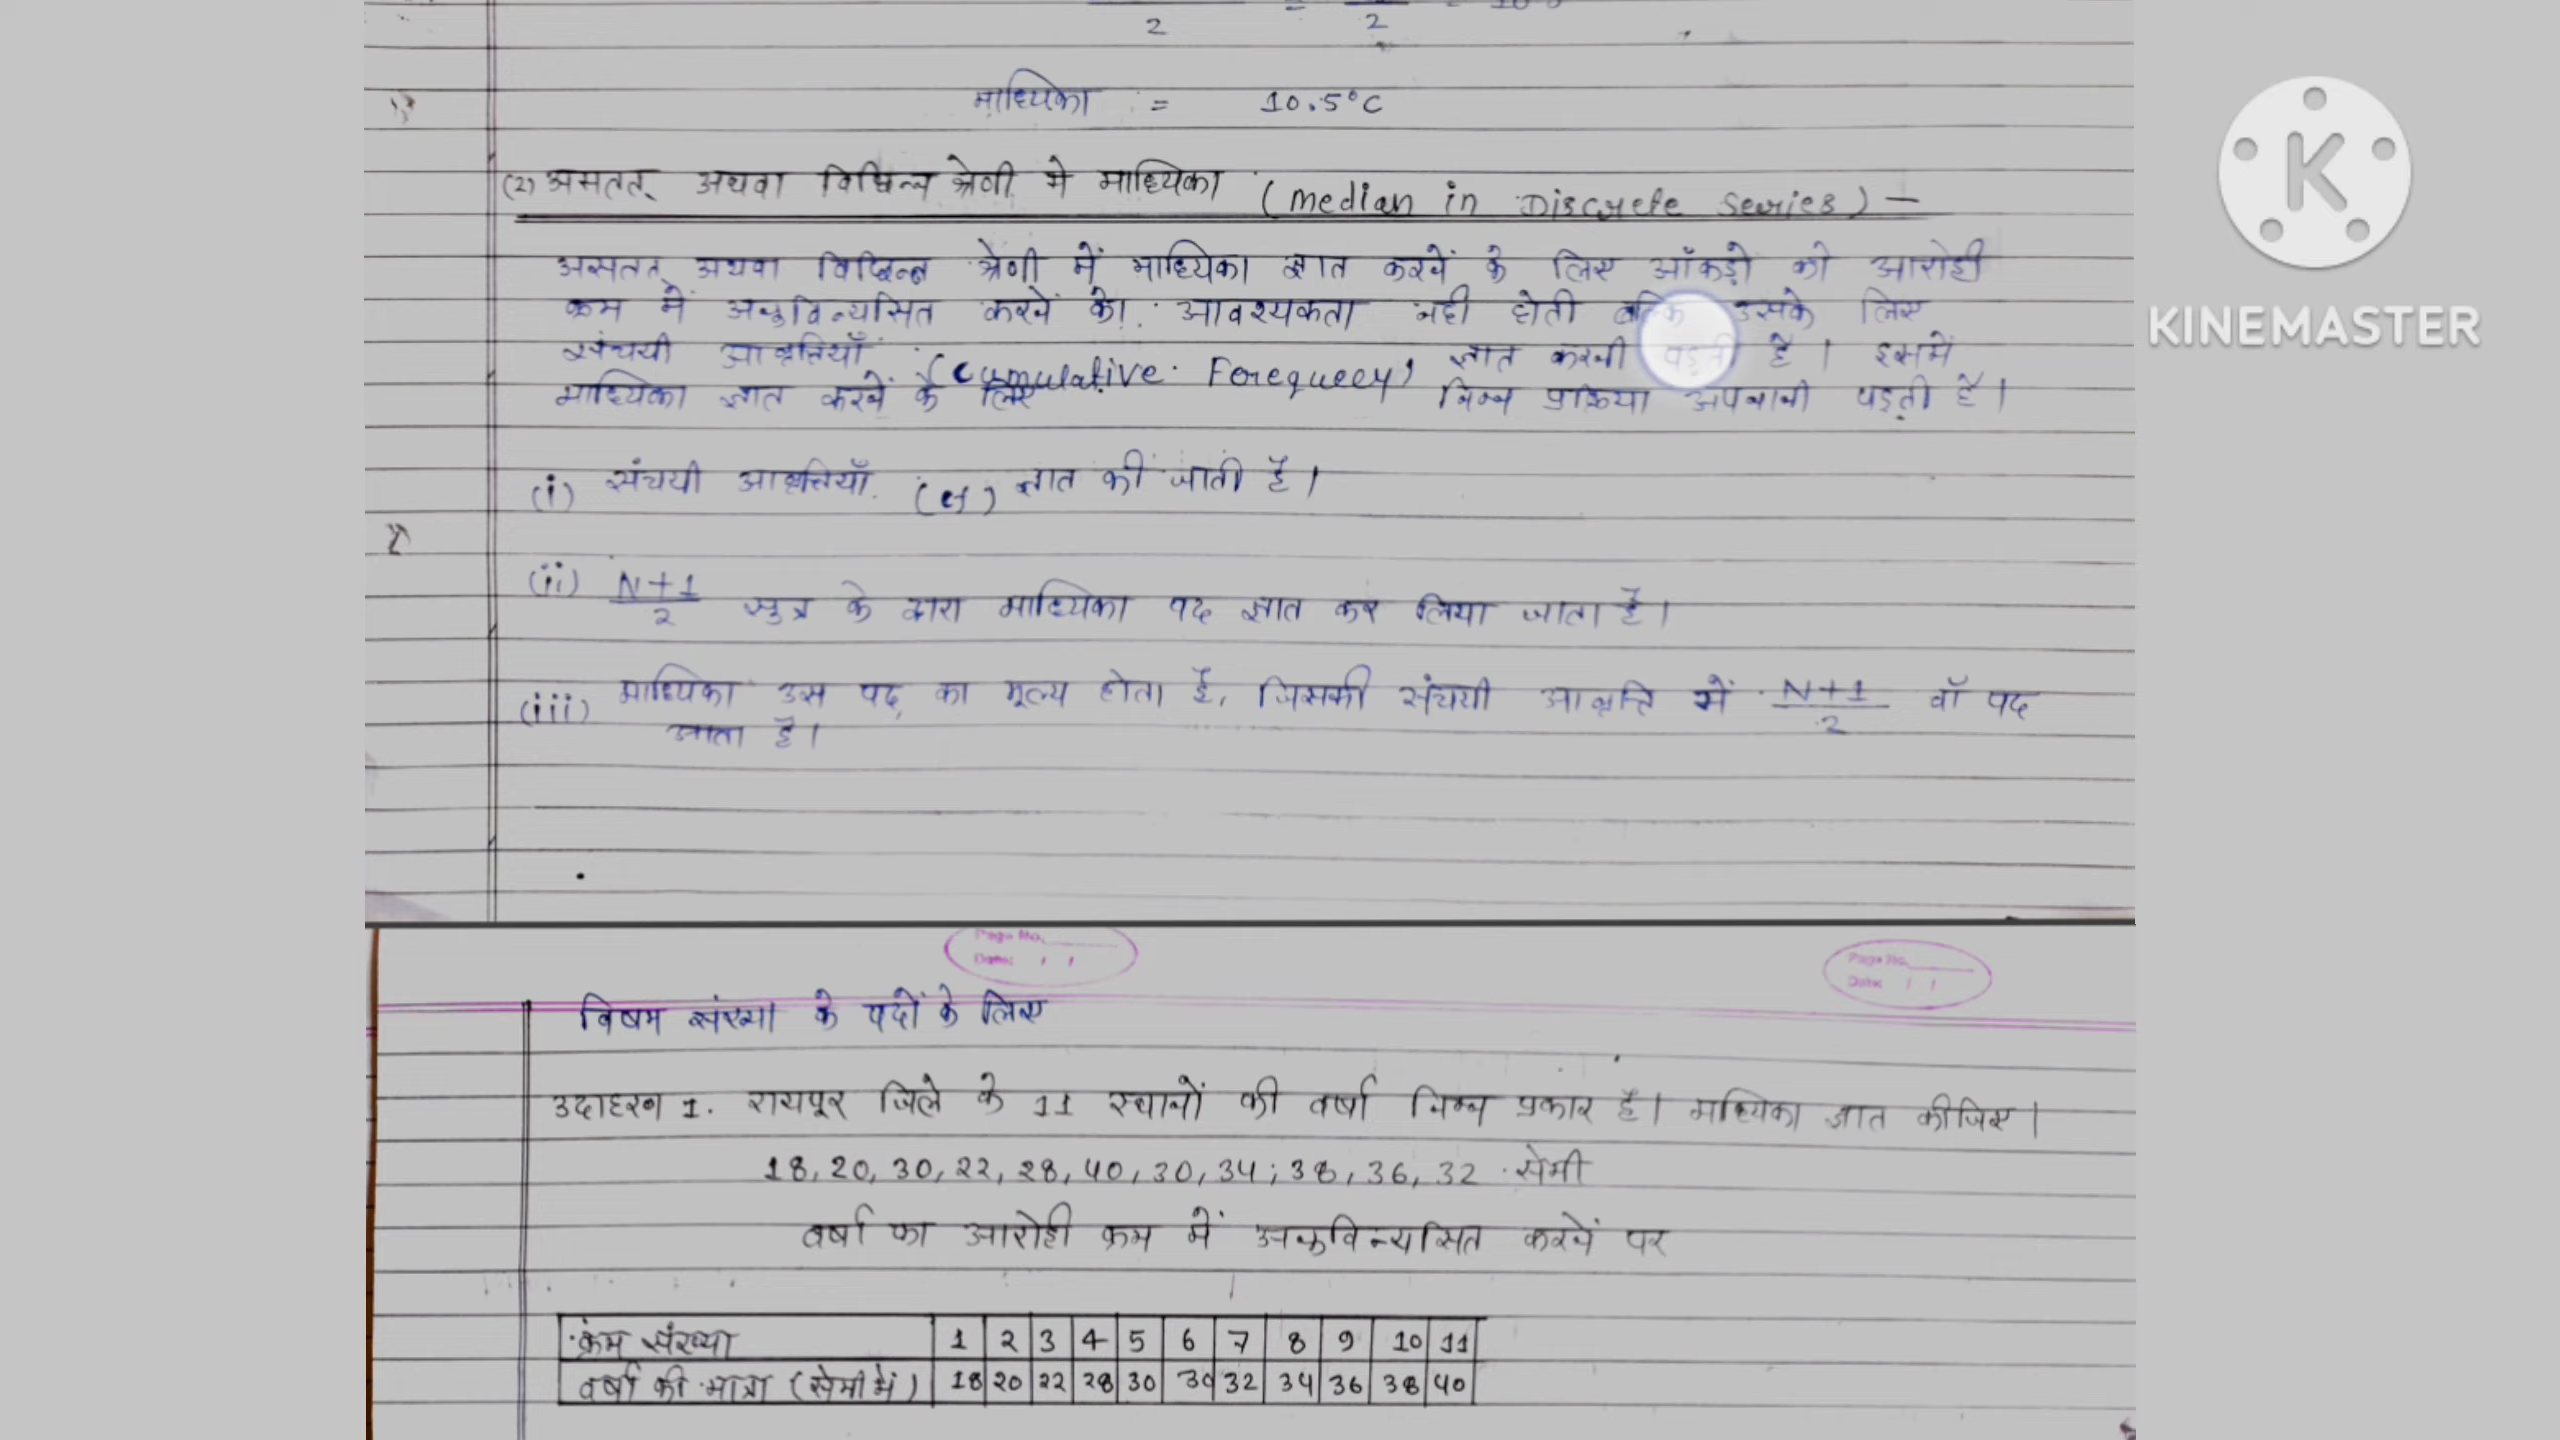 2 = 2
माध्यिका = 10.5°C
(2) असतत् अथवा विछिन्न श्रेणी मे माध्यिका (Median in Discrete Series) —
असतत् अथवा विछिन्न श्रेणी में माध्यिका ज्ञात करनें के लिए आँकड़ो को आरोही
क्रम में अनुविन्यसित करनें की आवश्यकता नही होती बल्कि उसके लिए
संचयी आवृत्तियाँ (Cumulative Forequeey) ज्ञात करनी पड़ती है। इसमें
माध्यिका ज्ञात करनें के लिए निम्न प्रक्रिया अपनानी पड़ती है।
(i) संचयी आवृत्तियाँ (cf) ज्ञात की जाती है।
(ii) N+1/2 सुत्र के द्वारा माध्यिका पद ज्ञात कर लिया जाता है।
(iii) माध्यिका उस पद का मूल्य होता है, जिसकी संचयी आवृत्ति में N+1/2 वाँ पद
आता है।
Page No.
Date: / /
Page No.
Date: / /
विषम संख्या के पदों के लिए
उदाहरण 1. रायपूर जिले के 11 स्थानों की वर्षा निम्न प्रकार है। माध्यिका ज्ञात कीजिए।
18, 20, 30, 22, 28, 40, 30, 34, 38, 36, 32 सेमी
वर्षा का आरोही क्रम में अनुविन्यसित करनें पर
क्रंम संख्या 1 2 3 4 5 6 7 8 9 10 11
वर्षा की मात्रा (सेमी में) 18 20 22 28 30 30 32 34 36 38 40
K
KINEMASTER